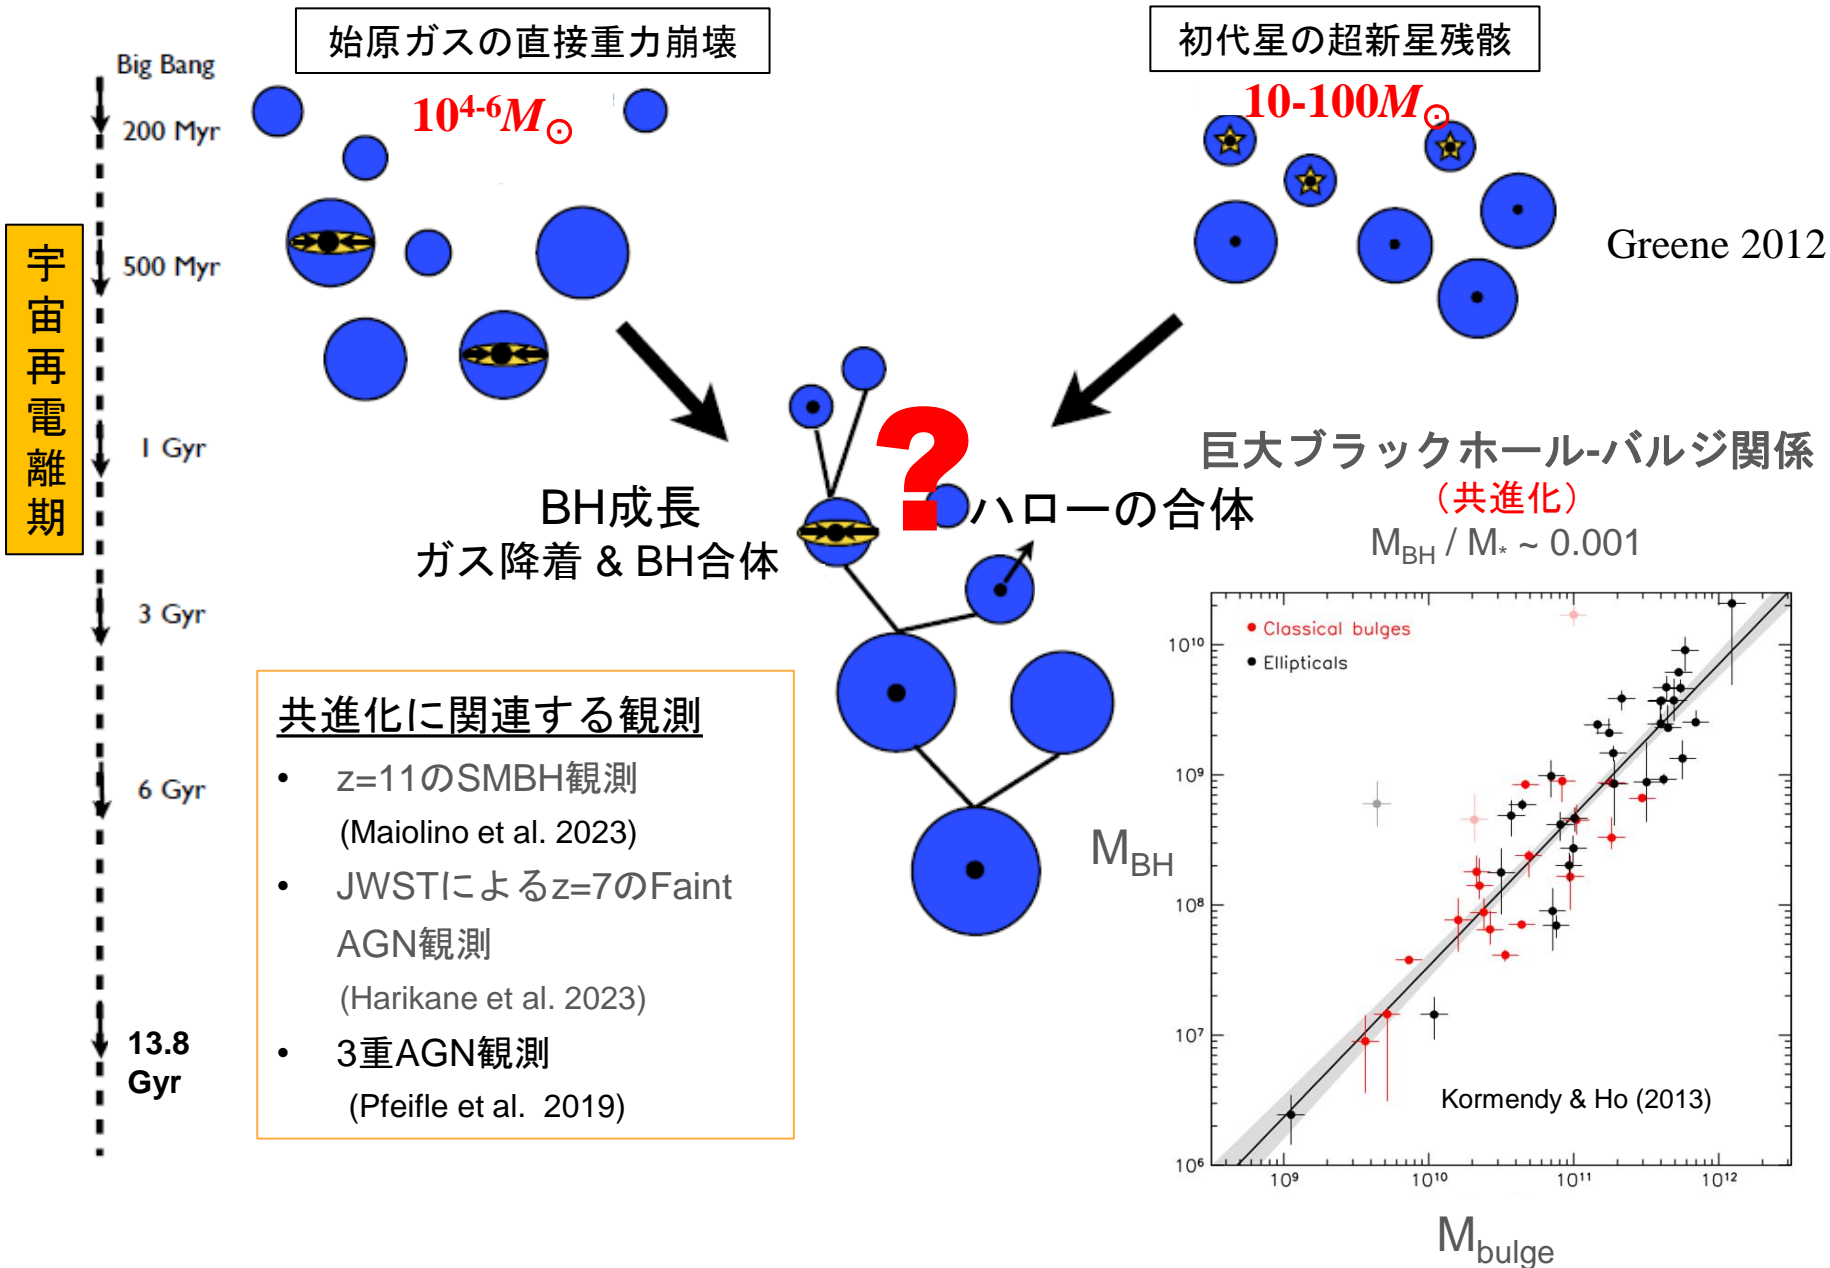 始原ガスの直接重力崩壊
10⁴⁻⁶M⊙
初代星の超新星残骸
10-100M⊙
Greene 2012
Big Bang
200 Myr
500 Myr
1 Gyr
3 Gyr
6 Gyr
13.8
Gyr
宇宙再電離期
?
BH成長
ガス降着 & BH合体
ハローの合体
巨大ブラックホール-バルジ関係
（共進化）
M_BH / M_* ~ 0.001
共進化に関連する観測
• z=11のSMBH観測
(Maiolino et al. 2023)
• JWSTによるz=7のFaint
AGN観測
(Harikane et al. 2023)
• 3重AGN観測
(Pfeifle et al. 2019)
M_BH
10¹⁰
10⁹
10⁸
10⁷
10⁶
Classical bulges
Ellipticals
Kormendy & Ho (2013)
10⁹
10¹⁰
10¹¹
10¹²
M_bulge